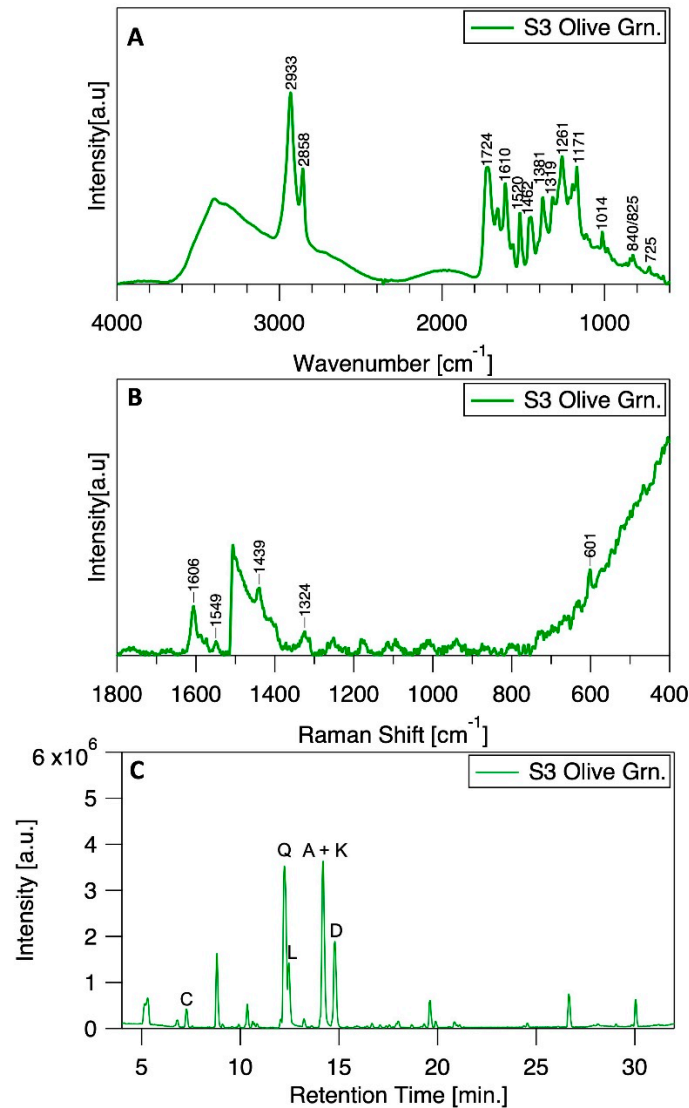 A
S3 Olive Grn.
Intensity[a.u]
2933
2858
1724
1610
1520
1462
1381
1319
1261
1171
1014
840/825
725
4000 3000 2000 1000
Wavenumber [cm⁻¹]
B
S3 Olive Grn.
Intensity[a.u]
1606
1549
1439
1324
601
1800 1600 1400 1200 1000 800 600 400
Raman Shift [cm⁻¹]
C
S3 Olive Grn.
6 x10⁶
5
4
3
2
1
0
Intensity [a.u.]
C
Q
L
A + K
D
5 10 15 20 25 30
Retention Time [min.]